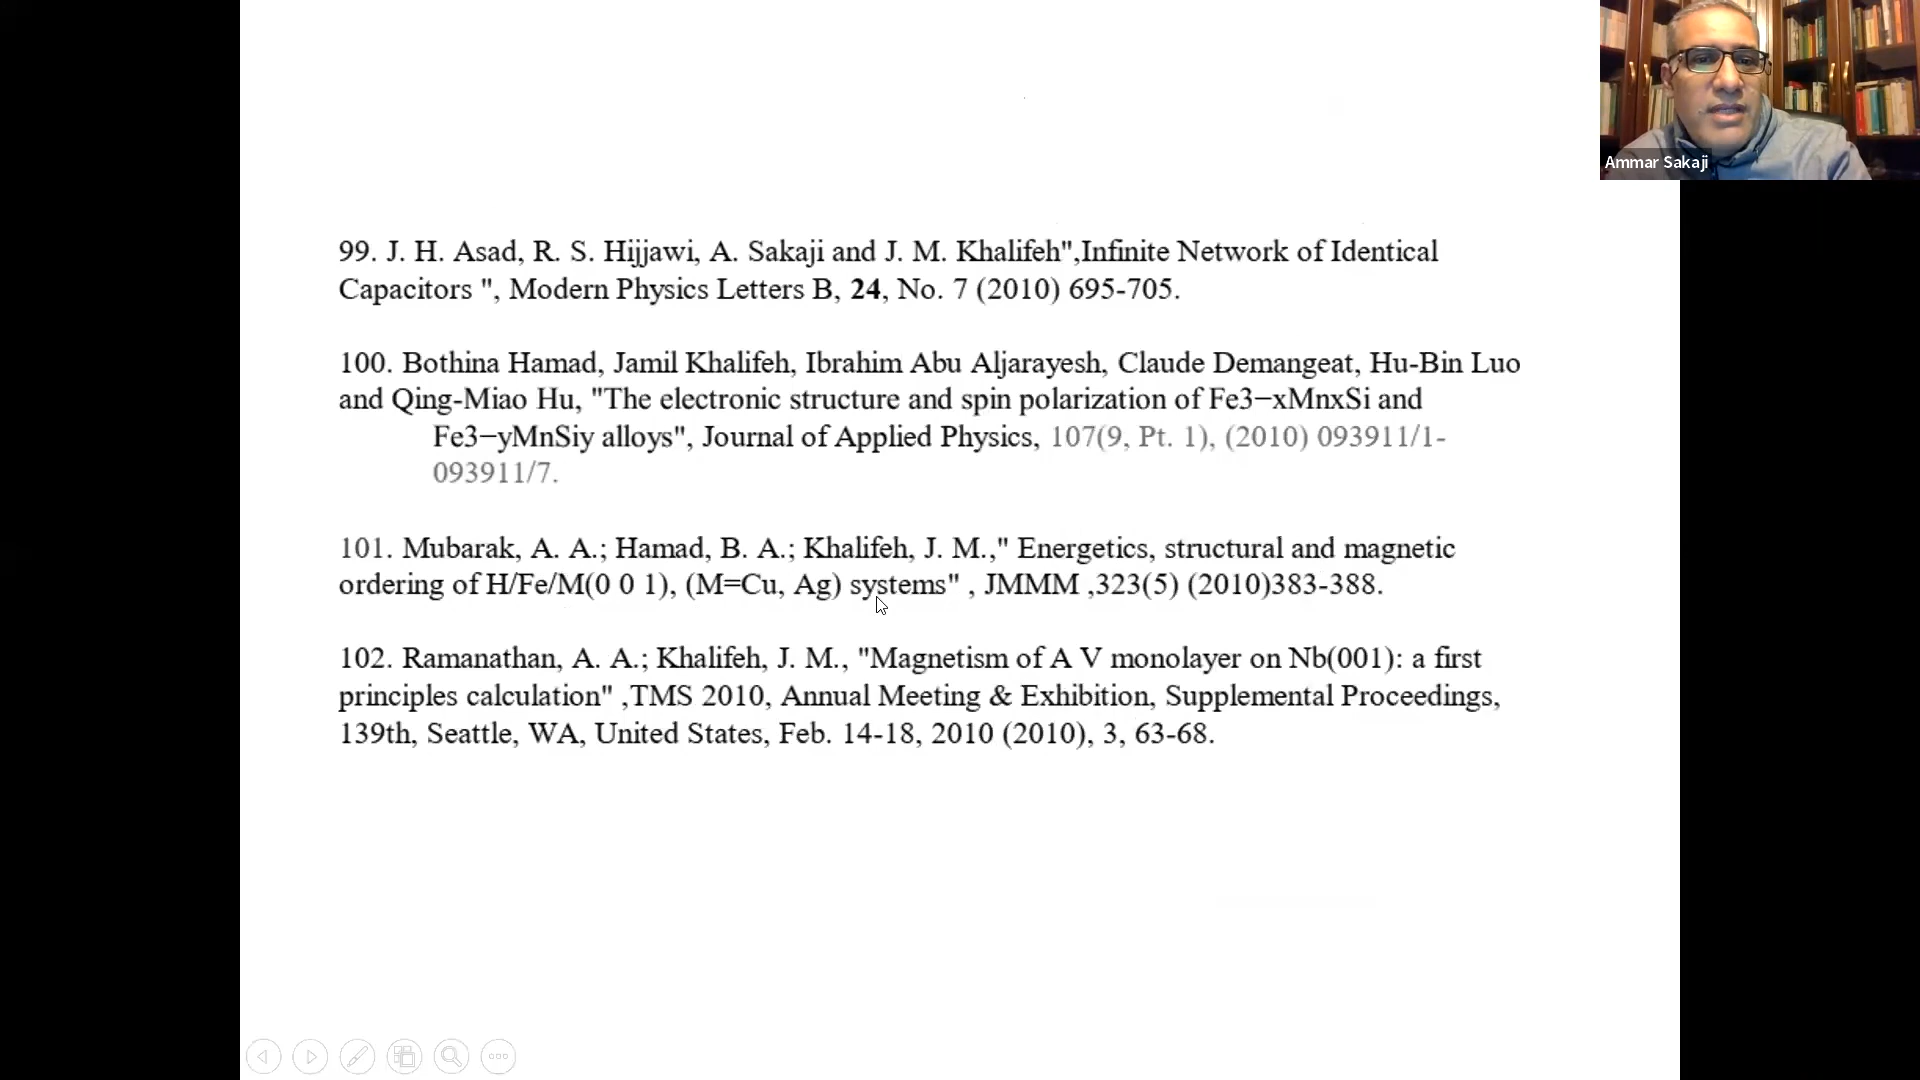 Ammar Sakaji
99. J. H. Asad, R. S. Hijjawi, A. Sakaji and J. M. Khalifeh",Infinite Network of Identical
Capacitors ", Modern Physics Letters B, 24, No. 7 (2010) 695-705.
100. Bothina Hamad, Jamil Khalifeh, Ibrahim Abu Aljarayesh, Claude Demangeat, Hu-Bin Luo
and Qing-Miao Hu, "The electronic structure and spin polarization of Fe3−xMnxSi and
Fe3−yMnSiy alloys", Journal of Applied Physics, 107(9, Pt. 1), (2010) 093911/1-
093911/7.
101. Mubarak, A. A.; Hamad, B. A.; Khalifeh, J. M.," Energetics, structural and magnetic
ordering of H/Fe/M(0 0 1), (M=Cu, Ag) systems" , JMMM ,323(5) (2010)383-388.
102. Ramanathan, A. A.; Khalifeh, J. M., "Magnetism of A V monolayer on Nb(001): a first
principles calculation" ,TMS 2010, Annual Meeting & Exhibition, Supplemental Proceedings,
139th, Seattle, WA, United States, Feb. 14-18, 2010 (2010), 3, 63-68.